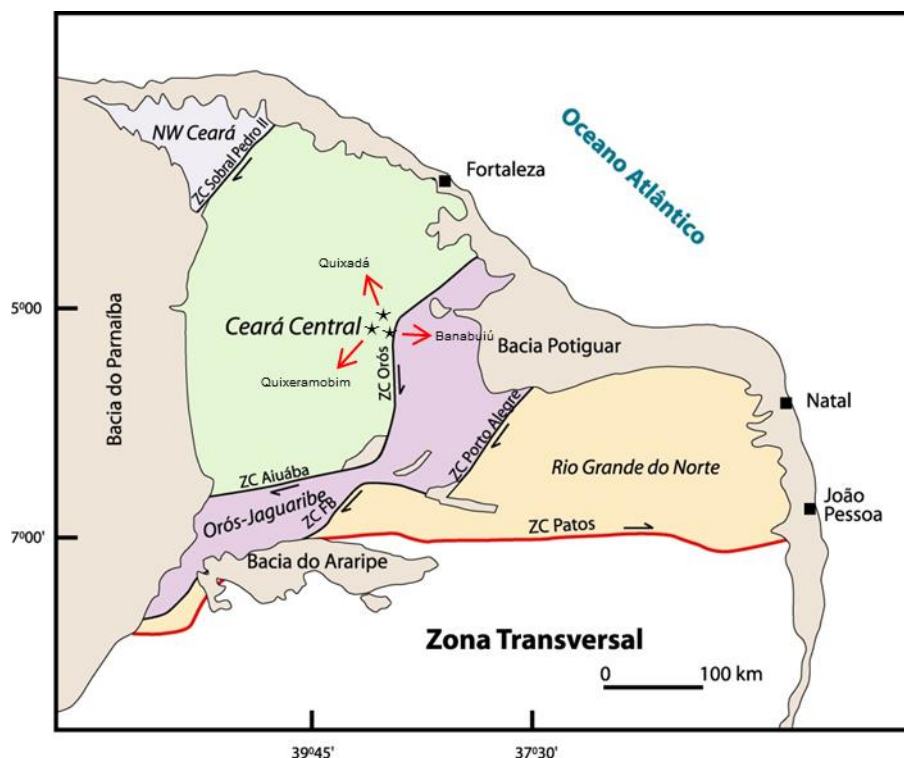 NW Ceará
ZC Sobral Pedro II
Oceano Atlântico
Fortaleza
Quixadá
5º00
Ceará Central
Banabuiú
Bacia Potiguar
Quixeramobim
ZC Orós
Bacia do Parnaíba
ZC Porto Alegre
Natal
Rio Grande do Norte
ZC Aiuába
Orós-Jaguaribe
ZC FB
João
Pessoa
ZC Patos
7º00'
Bacia do Araripe
Zona Transversal
0 100 km
39º45' 37º30'